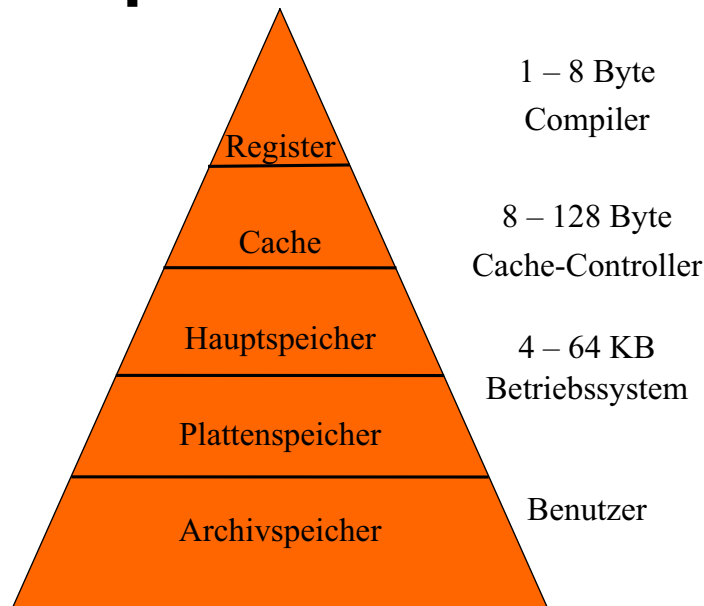 1 – 8 Byte
Compiler
Register
8 – 128 Byte
Cache
Cache-Controller
Hauptspeicher
4 – 64 KB
Betriebssystem
Plattenspeicher
Benutzer
Archivspeicher